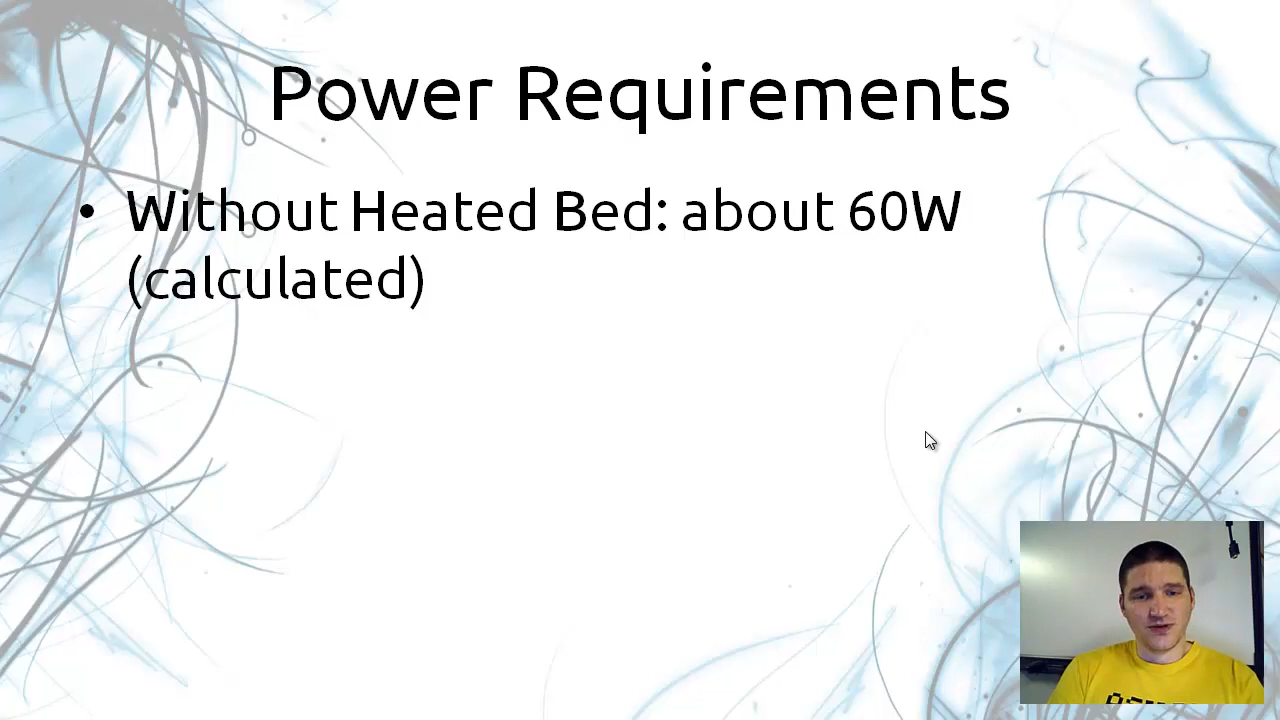 Power Requirements
• Without Heated Bed: about 60W
(calculated)